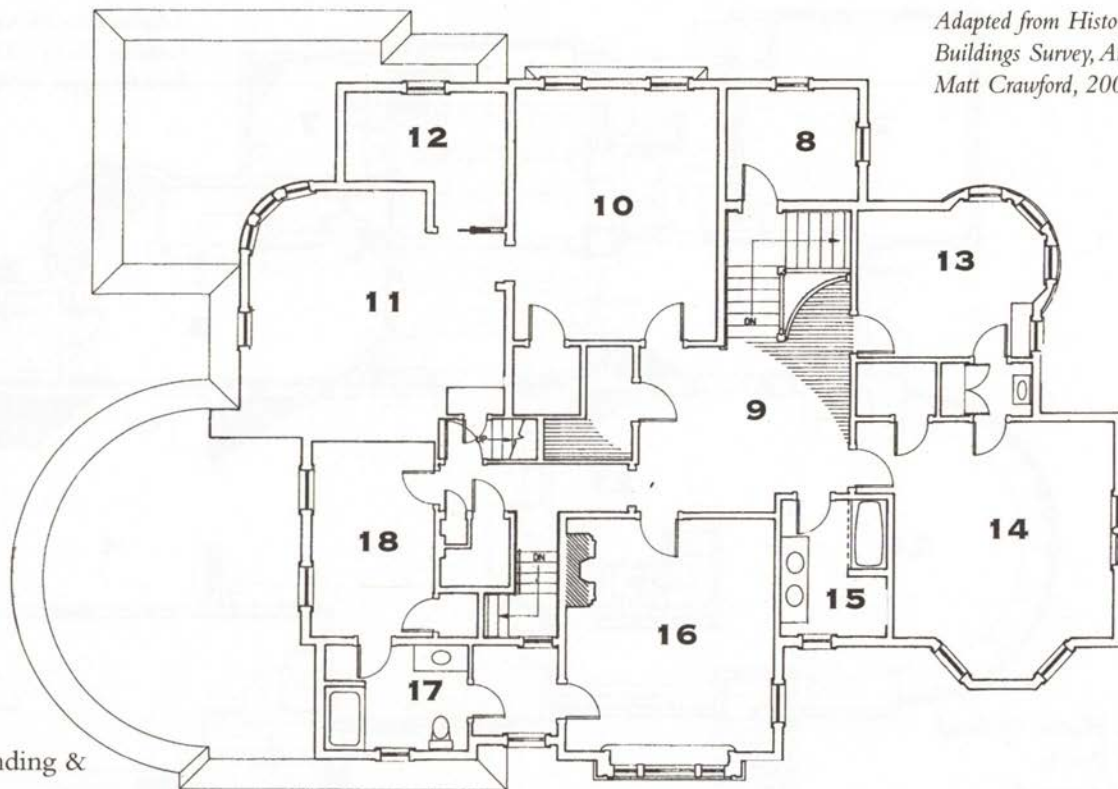 Adapted from Histo
Buildings Survey, A
Matt Crawford, 200
12
8
10
13
11
DN
9
14
18
DN
15
16
17
nding &